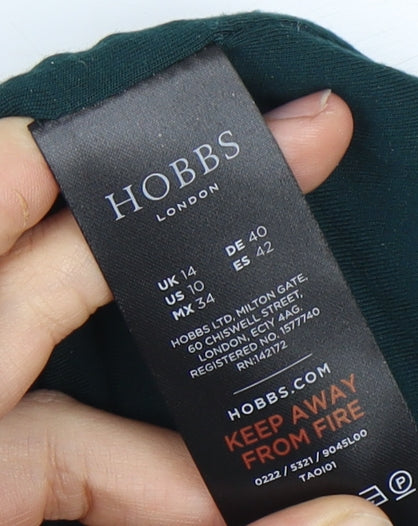 HOBBS
LONDON
UK 14 DE 40
US 10 ES 42
MX 34
HOBBS LTD, MILTON GATE,
60 CHISWELL STREET,
LONDON, EC1Y 4AG.
REGISTERED NO. 1577740
RN:142172
HOBBS.COM
KEEP AWAY
FROM FIRE
0222 / 5321 / 9045L00
TAOI01
P